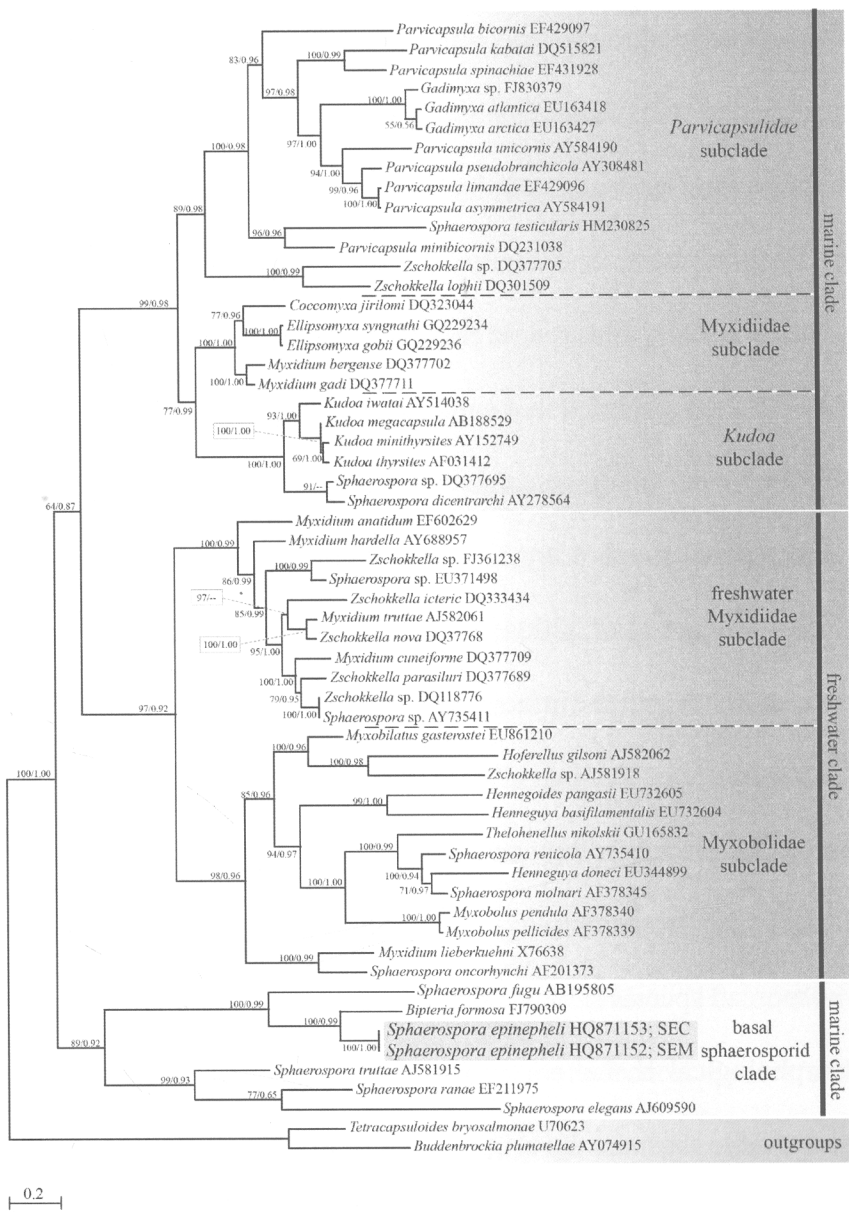 Parvicapsula bicornis EF429097
83/0.96
100/0.99
Parvicapsula kabatai DQ515821
Parvicapsula spinachiae EF431928
97/0.98
Gadimyxa sp. FJ830379
100/1.00
Gadimyxa atlantica EU163418
55/0.56
Gadimyxa arctica EU163427
97/1.00
Parvicapsulidae
subclade
100/0.98
Parvicapsula unicornis AY584190
94/1.00
Parvicapsula pseudobranchicola AY308481
99/0.96
Parvicapsula limandae EF429096
100/1.00
Parvicapsula asymmetrica AY584191
89/0.98
Sphaerospora testicularis HM230825
96/0.96
Parvicapsula minibicornis DQ231038
Zschokkella sp. DQ377705
100/0.99
Zschokkella lophii DQ301509
marine clade
99/0.98
Coccomyxa jirilomi DQ323044
77/0.96
Ellipsomyxa syngnathi GQ229234
100/1.00
Ellipsomyxa gobii GQ229236
100/1.00
Myxidium bergense DQ377702
100/1.00
Myxidium gadi DQ377711
Myxidiidae
subclade
77/0.99
Kudoa iwatai AY514038
93/1.00
Kudoa megacapsula AB188529
100/1.00
Kudoa minithyrsites AY152749
69/1.00
Kudoa thyrsites AF031412
100/1.00
Sphaerospora sp. DQ377695
91/--
Sphaerospora dicentrarchi AY278564
Kudoa
subclade
64/0.87
Myxidium anatidum EF602629
100/0.99
Myxidium hardella AY688957
86/0.99
Zschokkella sp. FJ361238
100/0.99
Sphaerospora sp. EU371498
97/--
Zschokkella icteric DQ333434
85/0.99
Myxidium truttae AJ582061
100/1.00
Zschokkella nova DQ37768
95/1.00
Myxidium cuneiforme DQ377709
100/1.00
Zschokkella parasiluri DQ377689
79/0.95
Zschokkella sp. DQ118776
100/1.00
Sphaerospora sp. AY735411
freshwater
Myxidiidae
subclade
97/0.92
freshwater clade
Myxobilatus gasterostei EU861210
100/0.96
Hoferellus gilsoni AJ582062
100/0.98
Zschokkella sp. AJ581918
85/0.96
Hennegoides pangasii EU732605
99/1.00
Henneguya basifilamentalis EU732604
94/0.97
Thelohenellus nikolskii GU165832
100/0.99
Sphaerospora renicola AY735410
100/0.94
Henneguya doneci EU344899
71/0.97
Sphaerospora molnari AF378345
100/1.00
Myxobolus pendula AF378340
100/1.00
Myxobolus pellicides AF378339
98/0.96
Myxidium lieberkuehni X76638
100/0.99
Sphaerospora oncorhynchi AF201373
Myxobolidae
subclade
100/1.00
Sphaerospora fugu AB195805
100/0.99
Bipteria formosa FJ790309
100/0.99
Sphaerospora epinepheli HQ871153; SEC
100/1.00
Sphaerospora epinepheli HQ871152; SEM
89/0.92
Sphaerospora truttae AJ581915
99/0.93
Sphaerospora ranae EF211975
77/0.65
Sphaerospora elegans AJ609590
basal
sphaerosporid
clade
marine clade
Tetracapsuloides bryosalmonae U70623
Buddenbrockia plumatellae AY074915
outgroups
0.2